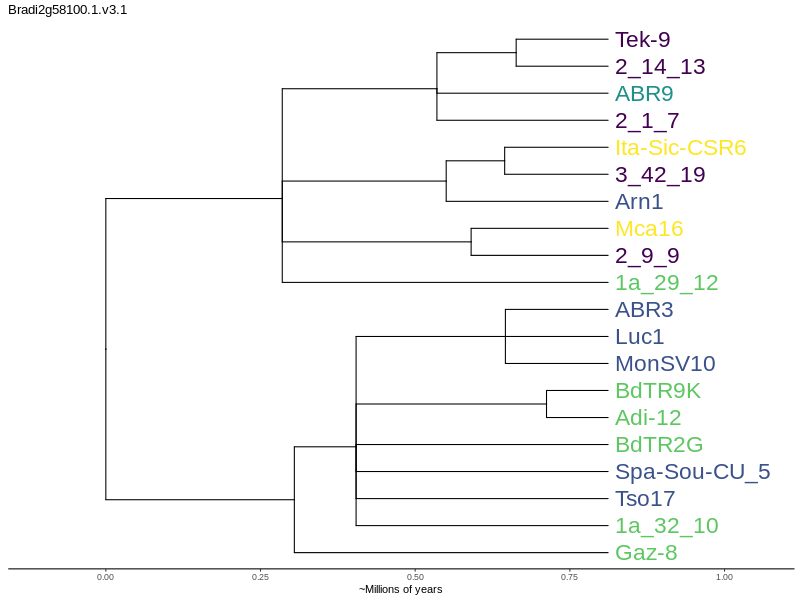 Bradi2g58100.1.v3.1
Tek-9
2_14_13
ABR9
2_1_7
Ita-Sic-CSR6
3_42_19
Arn1
Mca16
2_9_9
1a_29_12
ABR3
Luc1
MonSV10
BdTR9K
Adi-12
BdTR2G
Spa-Sou-CU_5
Tso17
1a_32_10
Gaz-8
0.00 0.25 0.50 0.75 1.00
~Millions of years